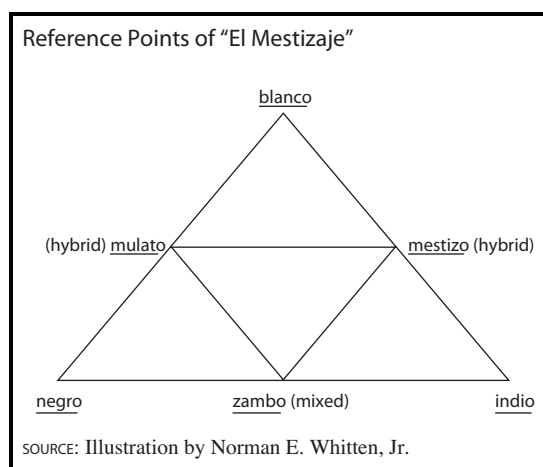 Reference Points of “El Mestizaje”
blanco
(hybrid) mulato mestizo (hybrid)
negro zambo (mixed) indio
SOURCE: Illustration by Norman E. Whitten, Jr.